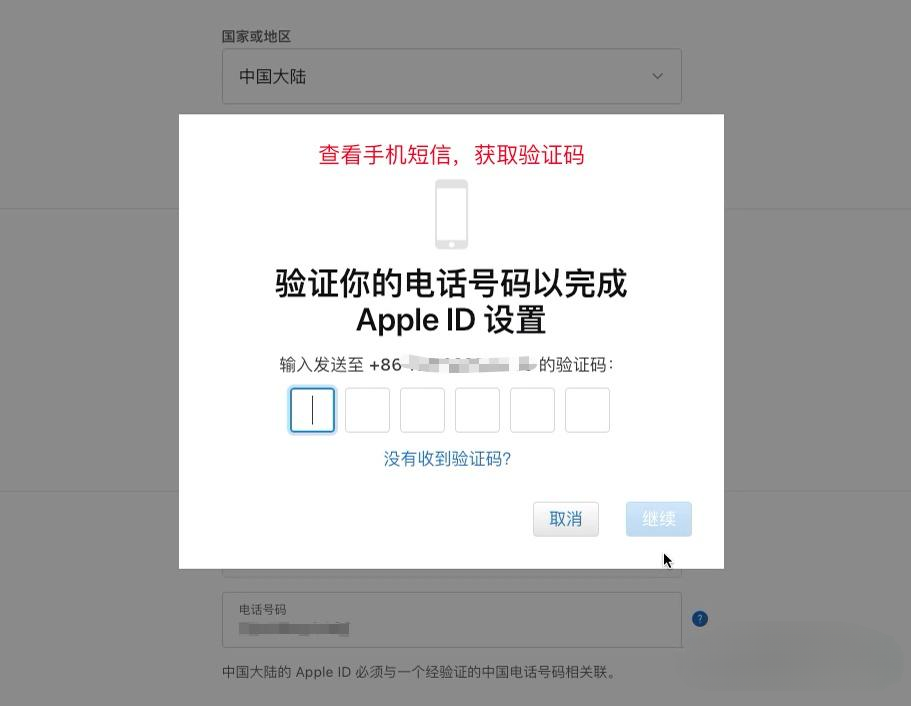 国家或地区
中国大陆
查看手机短信，获取验证码
验证你的电话号码以完成
Apple ID 设置
输入发送至 +86 的验证码：
没有收到验证码？
取消
继续
电话号码
?
中国大陆的 Apple ID 必须与一个经验证的中国电话号码相关联。